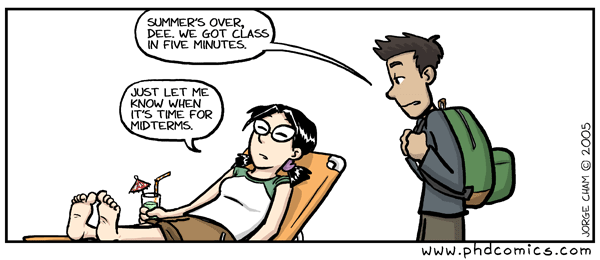 SUMMER'S OVER,
DEE. WE GOT CLASS
IN FIVE MINUTES.
JUST LET ME
KNOW WHEN
IT'S TIME FOR
MIDTERMS.
JORGE CHAM © 2005
www.phdcomics.com